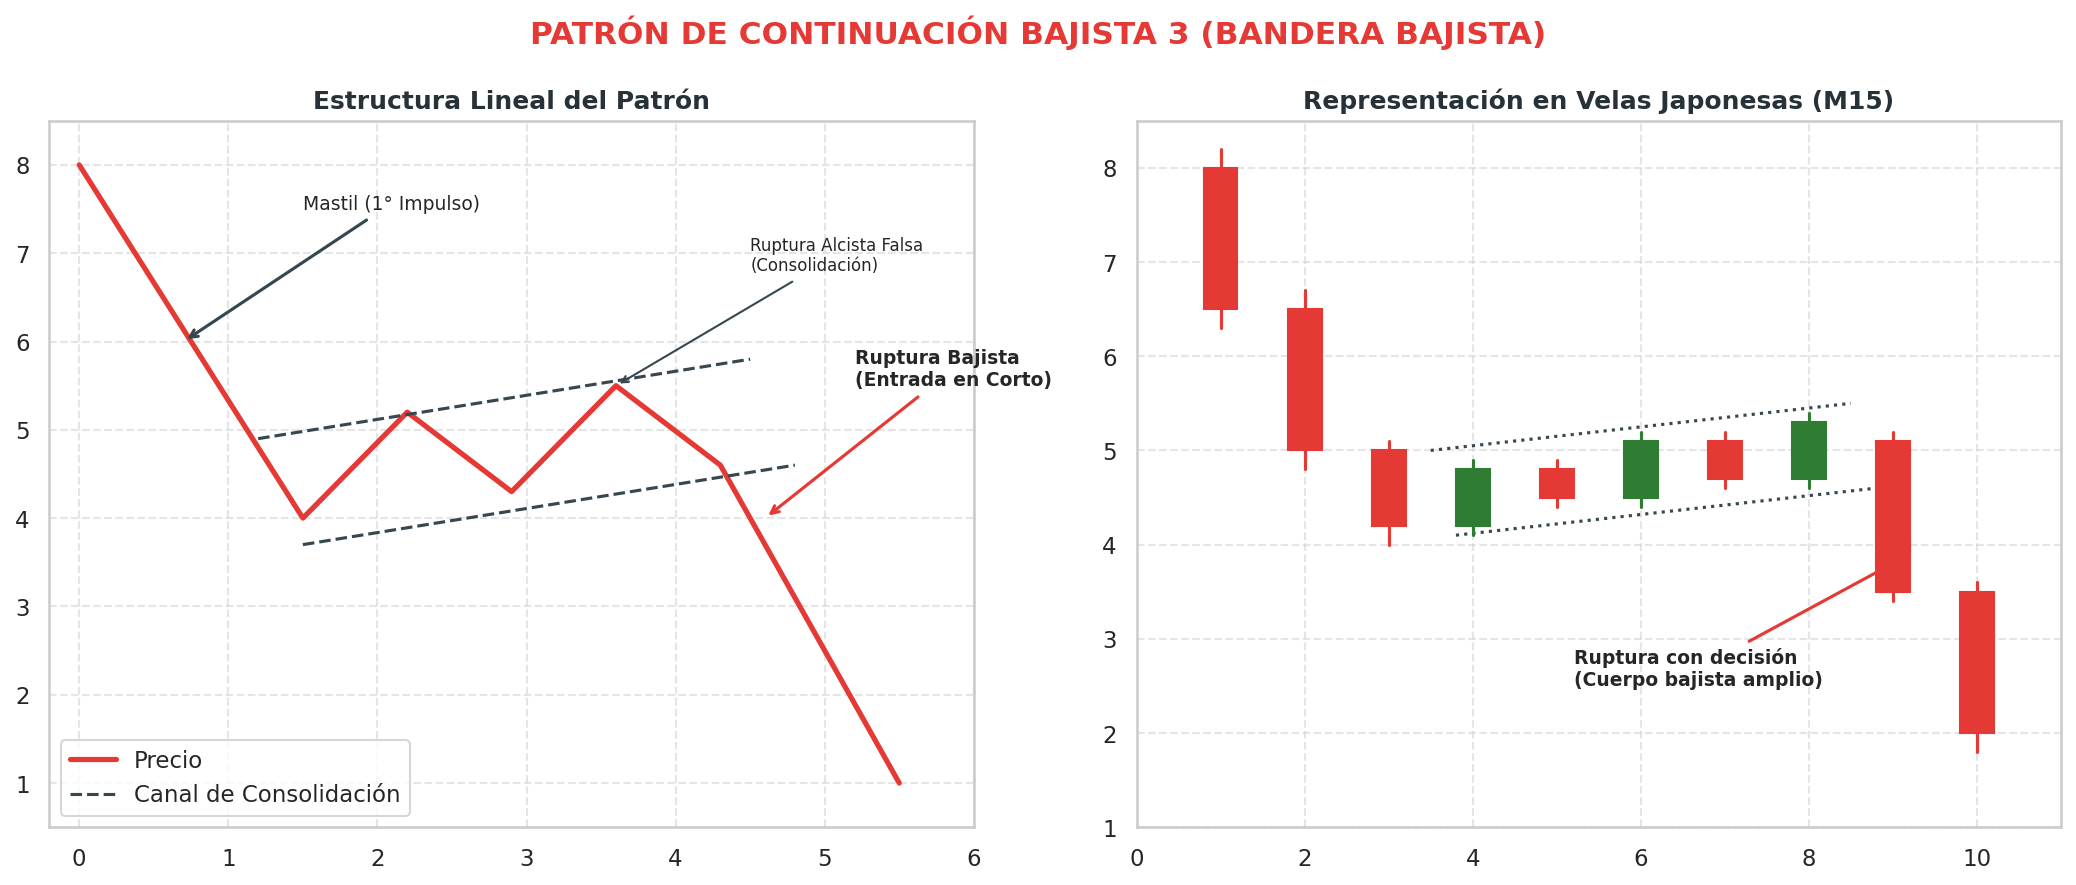 PATRÓN DE CONTINUACIÓN BAJISTA 3 (BANDERA BAJISTA)
Estructura Lineal del Patrón
8
7
6
5
4
3
2
1
0
1
2
3
4
5
6
Mastil (1° Impulso)
Ruptura Alcista Falsa
(Consolidación)
Ruptura Bajista
(Entrada en Corto)
Precio
Canal de Consolidación
Representación en Velas Japonesas (M15)
8
7
6
5
4
3
2
1
0
2
4
6
8
10
Ruptura con decisión
(Cuerpo bajista amplio)